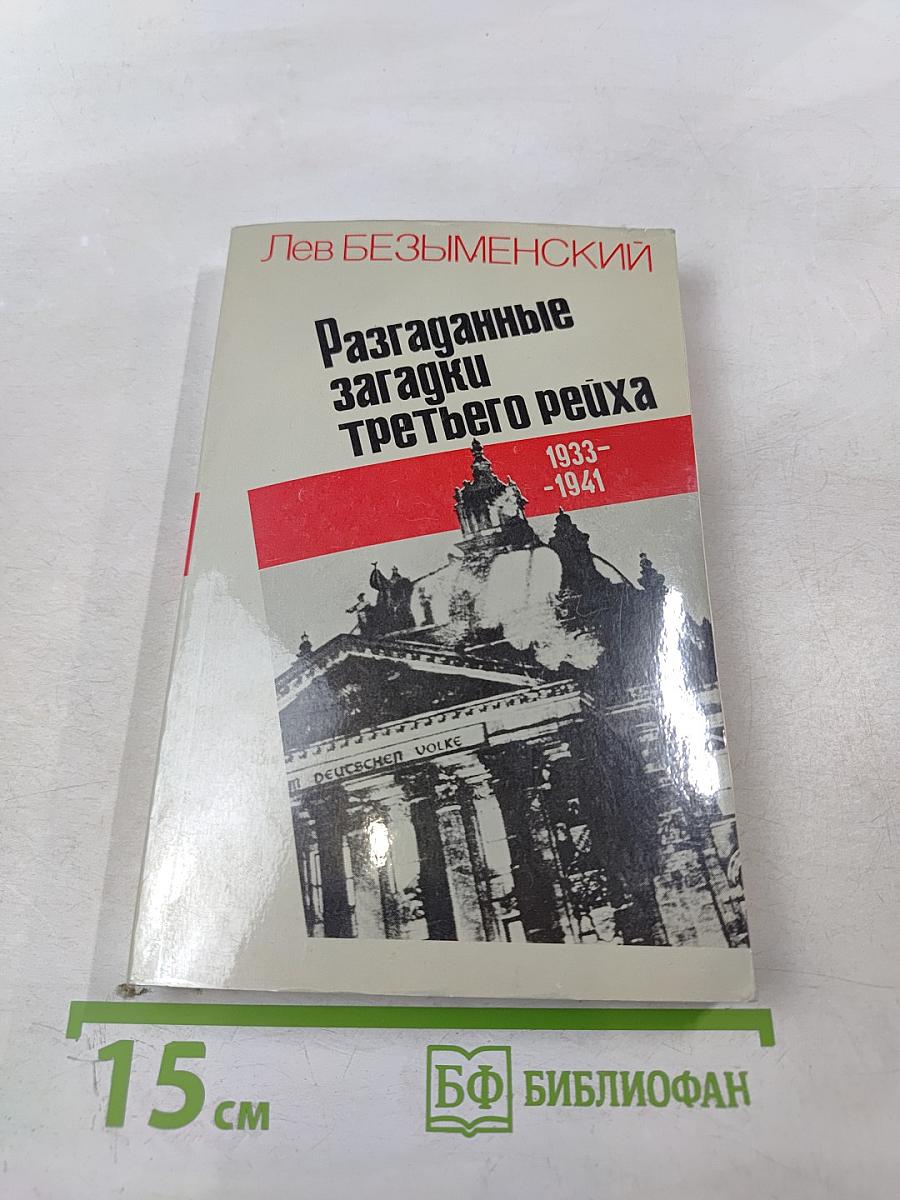 Лев БЕЗЫМЕНСКИЙ
Разгаданные
загадки
третьего рейха
1933–
-1941
M DEUTSCHEN VOLKE
15 см
БФ БИБЛИОФАН